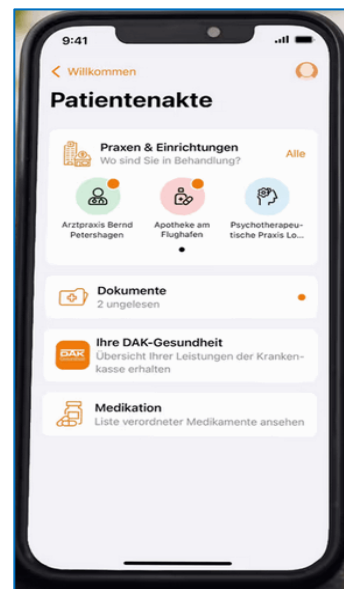 9:41
Willkommen
Patientenakte
Praxen & Einrichtungen
Wo sind Sie in Behandlung?
Alle
Arztpraxis Bernd
Petershagen
Apotheke am
Flughafen
Psychotherapeu-
tische Praxis Lo...
Dokumente
2 ungelesen
DAK
Ihre DAK-Gesundheit
Übersicht Ihrer Leistungen der Kranken-
kasse erhalten
Medikation
Liste verordneter Medikamente ansehen